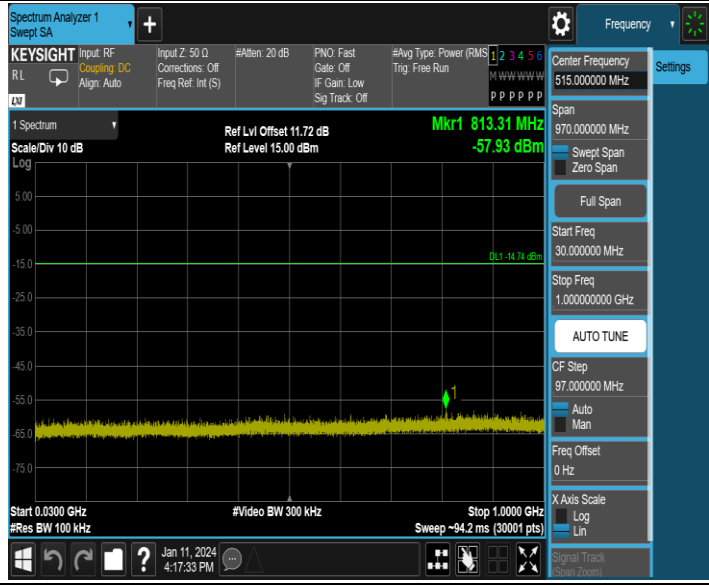 Spectrum Analyzer 1
Swept SA
Frequency
KEYSIGHT
RL
LXI
Input: RF
Coupling: DC
Align: Auto
Input Z: 50 Ω
Corrections: Off
Freq Ref: Int (S)
#Atten: 20 dB
PNO: Fast
Gate: Off
IF Gain: Low
Sig Track: Off
#Avg Type: Power (RMS
Trig: Free Run
1 2 3 4 5 6
M W W W W W
P P P P P P
Center Frequency
515.000000 MHz
Settings
Span
970.000000 MHz
Swept Span
Zero Span
Full Span
Start Freq
30.000000 MHz
Stop Freq
1.000000000 GHz
AUTO TUNE
CF Step
97.000000 MHz
Auto
Man
Freq Offset
0 Hz
X Axis Scale
Log
Lin
Signal Track
(Span Zoom)
1 Spectrum
Scale/Div 10 dB
Log
Ref Lvl Offset 11.72 dB
Ref Level 15.00 dBm
Mkr1 813.31 MHz
-57.93 dBm
5.00
-5.00
-15.0
DL1 -14.74 dBm
-25.0
-35.0
-45.0
-55.0
1
-65.0
-75.0
Start 0.0300 GHz
#Video BW 300 kHz
Stop 1.0000 GHz
#Res BW 100 kHz
Sweep ~94.2 ms (30001 pts)
?
Jan 11, 2024
4:17:33 PM